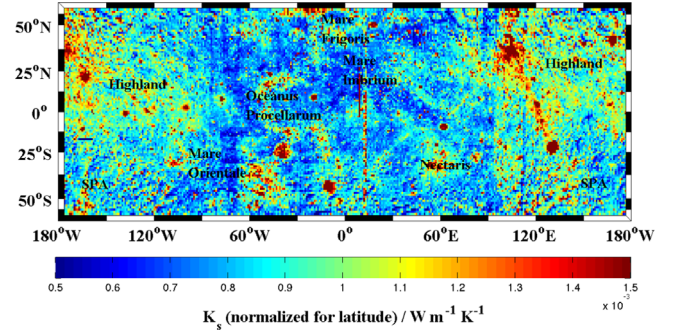 50°N
25°N
0°
25°S
50°S
Mare
Frigoris
Mare
Imbrium
Highland
Highland
Oceanus
Procellarum
Mare
Orientale
Nectaris
SPA
SPA
180°W 120°W 60°W 0° 60°E 120°E 180°W
0.5 0.6 0.7 0.8 0.9 1 1.1 1.2 1.3 1.4 1.5
x 10⁻³
Kₛ (normalized for latitude) / W m⁻¹ K⁻¹